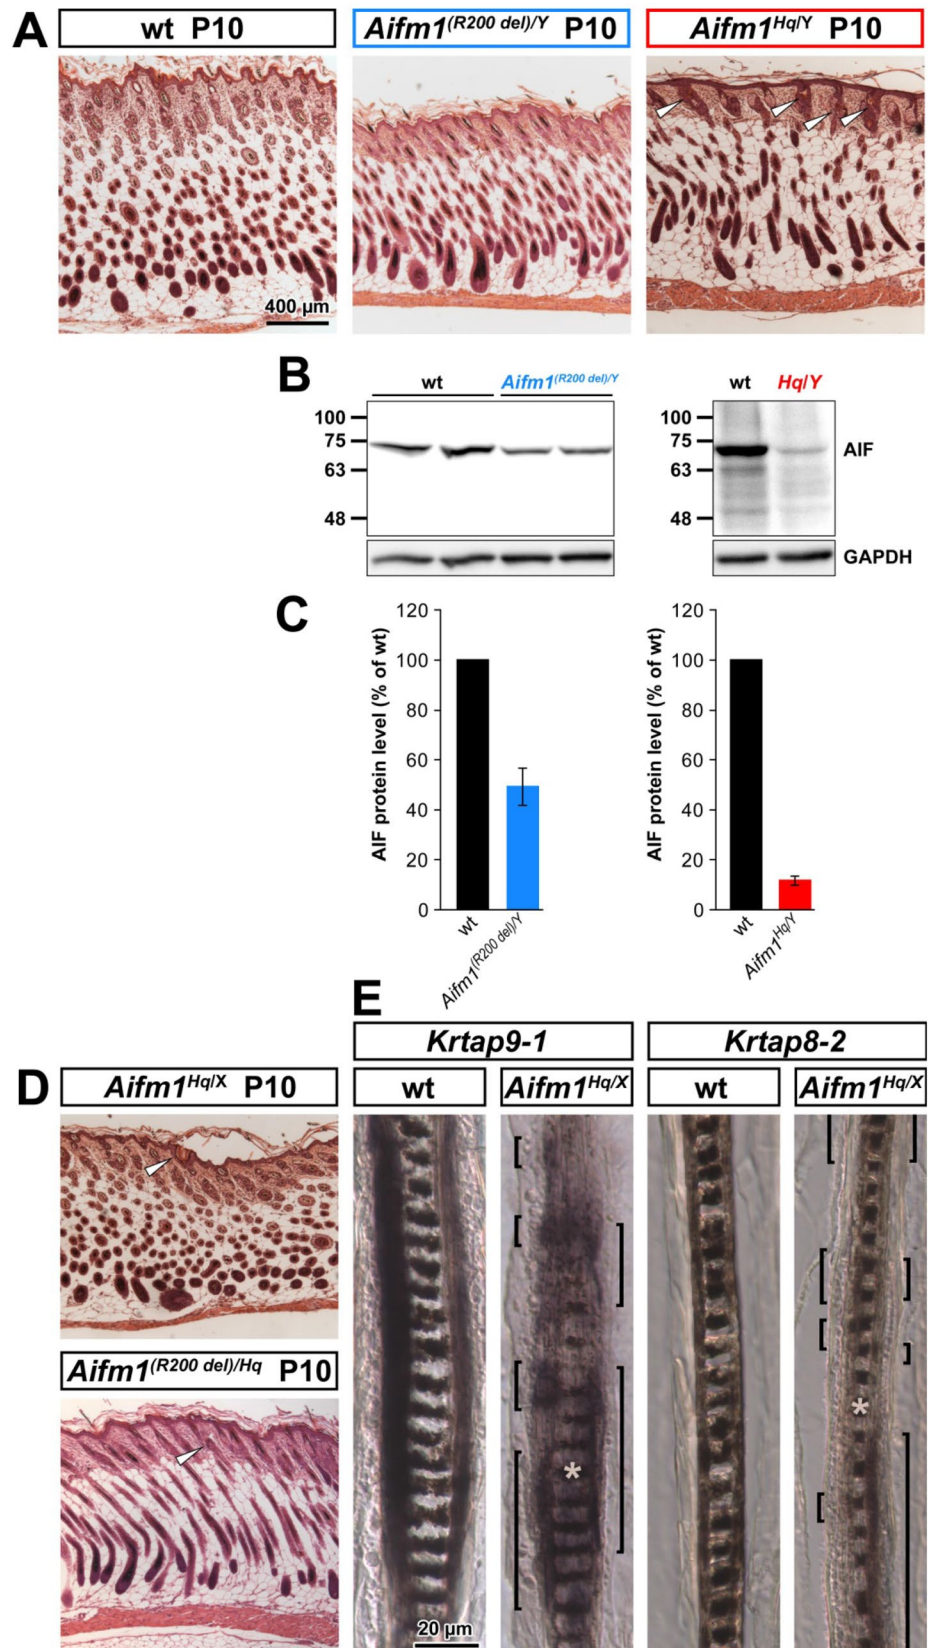 A
wt P10
Aifm1(R200 del)/Y P10
Aifm1Hq/Y P10
400 µm
B
wt
Aifm1(R200 del)/Y
wt
Hq/Y
100
75
63
48
100
75
63
48
AIF
GAPDH
C
AIF protein level (% of wt)
120
100
80
60
40
20
0
wt
Aifm1(R200 del)/Y
AIF protein level (% of wt)
120
100
80
60
40
20
0
wt
Aifm1Hq/Y
D
Aifm1Hq/X P10
Aifm1(R200 del)/Hq P10
E
Krtap9-1
Krtap8-2
wt
Aifm1Hq/X
wt
Aifm1Hq/X
*
*
20 µm